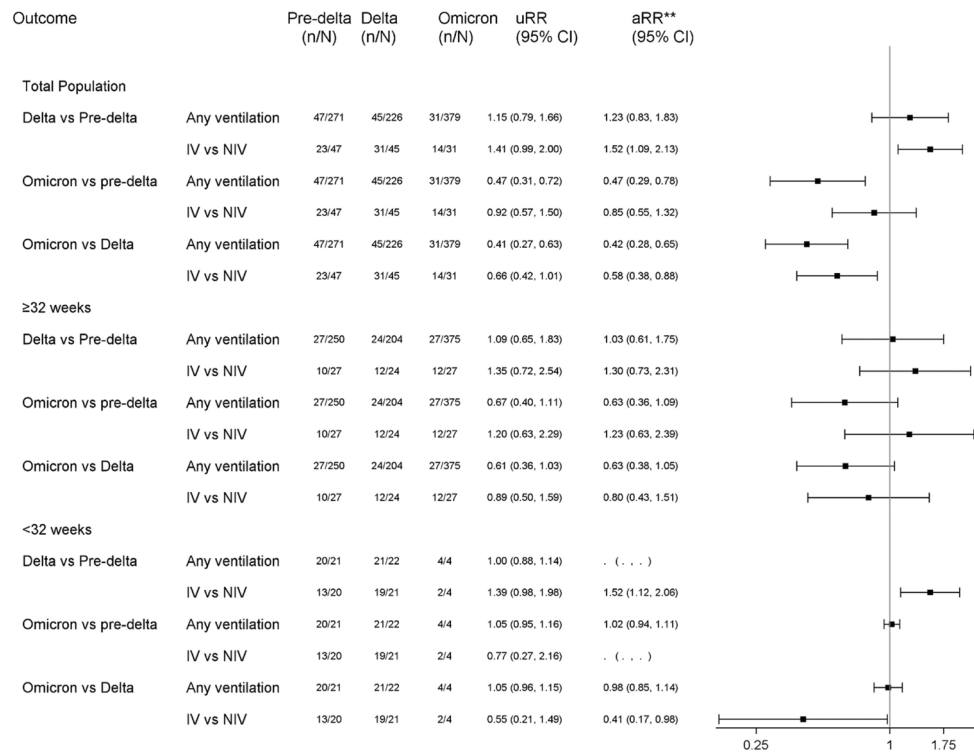 Outcome Pre-delta (n/N) Delta (n/N) Omicron (n/N) uRR (95% CI) aRR** (95% CI)
Total Population
Delta vs Pre-delta Any ventilation 47/271 45/226 31/379 1.15 (0.79, 1.66) 1.23 (0.83, 1.83)
IV vs NIV 23/47 31/45 14/31 1.41 (0.99, 2.00) 1.52 (1.09, 2.13)
Omicron vs pre-delta Any ventilation 47/271 45/226 31/379 0.47 (0.31, 0.72) 0.47 (0.29, 0.78)
IV vs NIV 23/47 31/45 14/31 0.92 (0.57, 1.50) 0.85 (0.55, 1.32)
Omicron vs Delta Any ventilation 47/271 45/226 31/379 0.41 (0.27, 0.63) 0.42 (0.28, 0.65)
IV vs NIV 23/47 31/45 14/31 0.66 (0.42, 1.01) 0.58 (0.38, 0.88)
≥32 weeks
Delta vs Pre-delta Any ventilation 27/250 24/204 27/375 1.09 (0.65, 1.83) 1.03 (0.61, 1.75)
IV vs NIV 10/27 12/24 12/27 1.35 (0.72, 2.54) 1.30 (0.73, 2.31)
Omicron vs pre-delta Any ventilation 27/250 24/204 27/375 0.67 (0.40, 1.11) 0.63 (0.36, 1.09)
IV vs NIV 10/27 12/24 12/27 1.20 (0.63, 2.29) 1.23 (0.63, 2.39)
Omicron vs Delta Any ventilation 27/250 24/204 27/375 0.61 (0.36, 1.03) 0.63 (0.38, 1.05)
IV vs NIV 10/27 12/24 12/27 0.89 (0.50, 1.59) 0.80 (0.43, 1.51)
<32 weeks
Delta vs Pre-delta Any ventilation 20/21 21/22 4/4 1.00 (0.88, 1.14) . ( . , . )
IV vs NIV 13/20 19/21 2/4 1.39 (0.98, 1.98) 1.52 (1.12, 2.06)
Omicron vs pre-delta Any ventilation 20/21 21/22 4/4 1.05 (0.95, 1.16) 1.02 (0.94, 1.11)
IV vs NIV 13/20 19/21 2/4 0.77 (0.27, 2.16) . ( . , . )
Omicron vs Delta Any ventilation 20/21 21/22 4/4 1.05 (0.96, 1.15) 0.98 (0.85, 1.14)
IV vs NIV 13/20 19/21 2/4 0.55 (0.21, 1.49) 0.41 (0.17, 0.98)
0.25 1 1.75